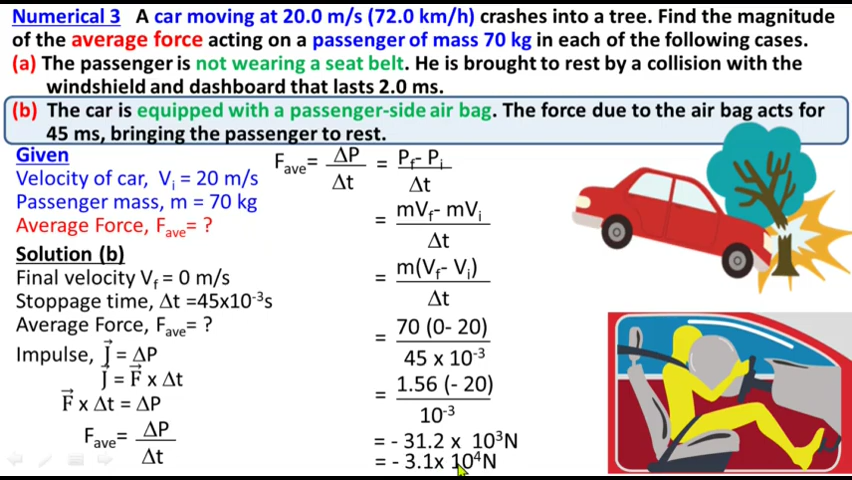 Numerical 3 A car moving at 20.0 m/s (72.0 km/h) crashes into a tree. Find the magnitude
of the average force acting on a passenger of mass 70 kg in each of the following cases.
(a) The passenger is not wearing a seat belt. He is brought to rest by a collision with the
windshield and dashboard that lasts 2.0 ms.
(b) The car is equipped with a passenger-side air bag. The force due to the air bag acts for
45 ms, bringing the passenger to rest.
Given
Velocity of car, Vᵢ = 20 m/s
Passenger mass, m = 70 kg
Average Force, Fave= ?
Solution (b)
Final velocity Vf = 0 m/s
Stoppage time, Δt =45x10⁻³s
Average Force, Fave= ?
Impulse, J⃗ = ΔP
J⃗ = F⃗ x Δt
F⃗ x Δt = ΔP
Fave= ΔP
Δt
Fave= ΔP = Pf- Pi
Δt Δt
= mVf- mVi
Δt
= m(Vf- Vi)
Δt
= 70 (0- 20)
45 x 10⁻³
= 1.56 (- 20)
10⁻³
= - 31.2 x 10³N
= - 3.1x 10⁴N